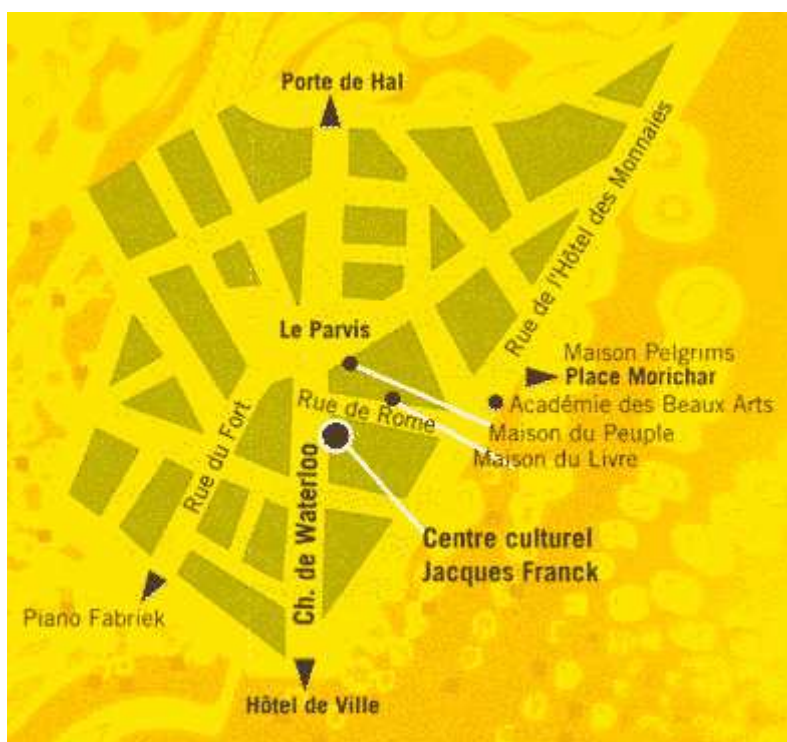 Porte de Hal
Rue de l'Hôtel des Monnaies
Le Parvis
Maison Pelgrims
Place Morichar
Académie des Beaux Arts
Rue de Rome
Maison du Peuple
Maison du Livre
Rue du Fort
Ch. de Waterloo
Centre culturel
Jacques Franck
Piano Fabriek
Hôtel de Ville